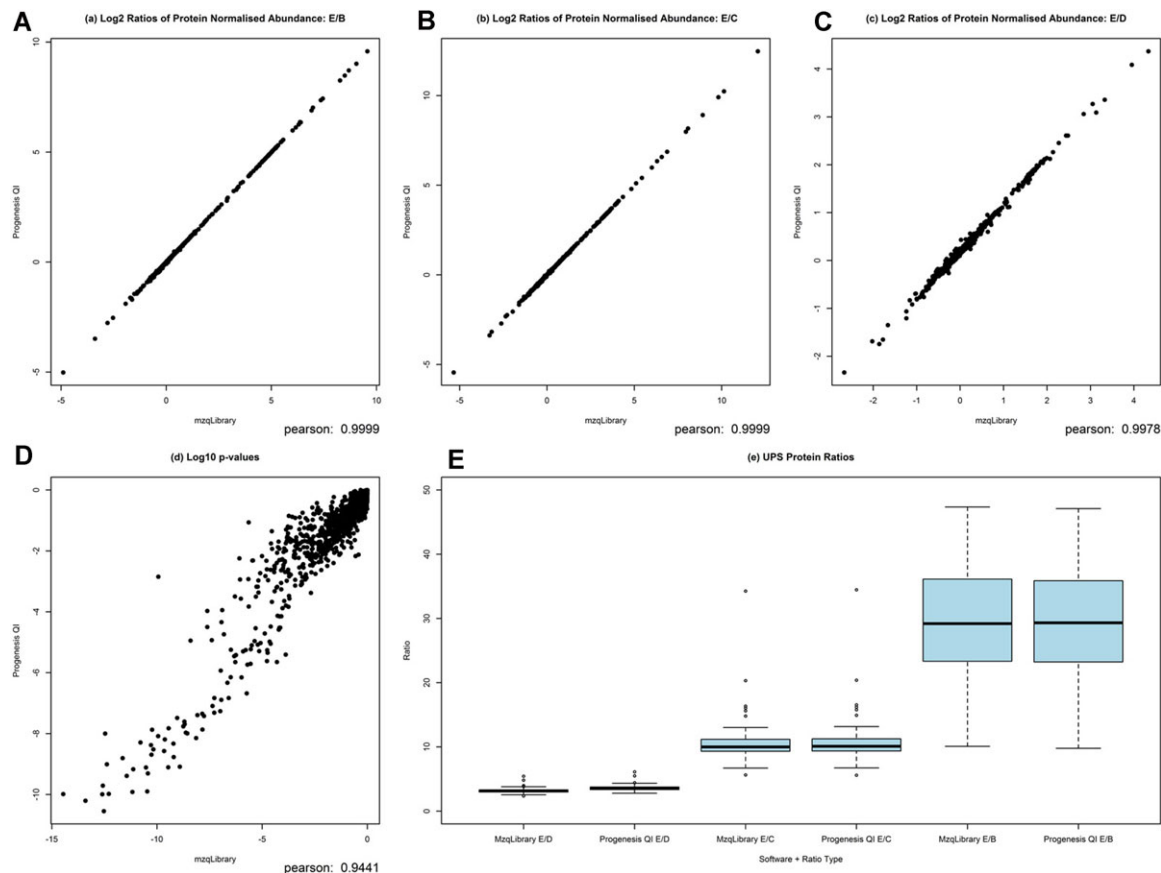 A
(a) Log2 Ratios of Protein Normalised Abundance: E/B
10
5
0
-5
Progenesis QI
-5 0 5 10
mzqLibrary
pearson: 0.9999
B
(b) Log2 Ratios of Protein Normalised Abundance: E/C
10
5
0
-5
Progenesis QI
-5 0 5 10
mzqLibrary
pearson: 0.9999
C
(c) Log2 Ratios of Protein Normalised Abundance: E/D
4
3
2
1
0
-1
-2
Progenesis QI
-2 -1 0 1 2 3 4
mzqLibrary
pearson: 0.9978
D
(d) Log10 p-values
0
-2
-4
-6
-8
-10
Progenesis QI
-15 -10 -5 0
mzqLibrary
pearson: 0.9441
E
(e) UPS Protein Ratios
50
40
30
20
10
0
Ratio
MzqLibrary E/D Progenesis QI E/D MzqLibrary E/C Progenesis QI E/C MzqLibrary E/B Progenesis QI E/B
Software + Ratio Type